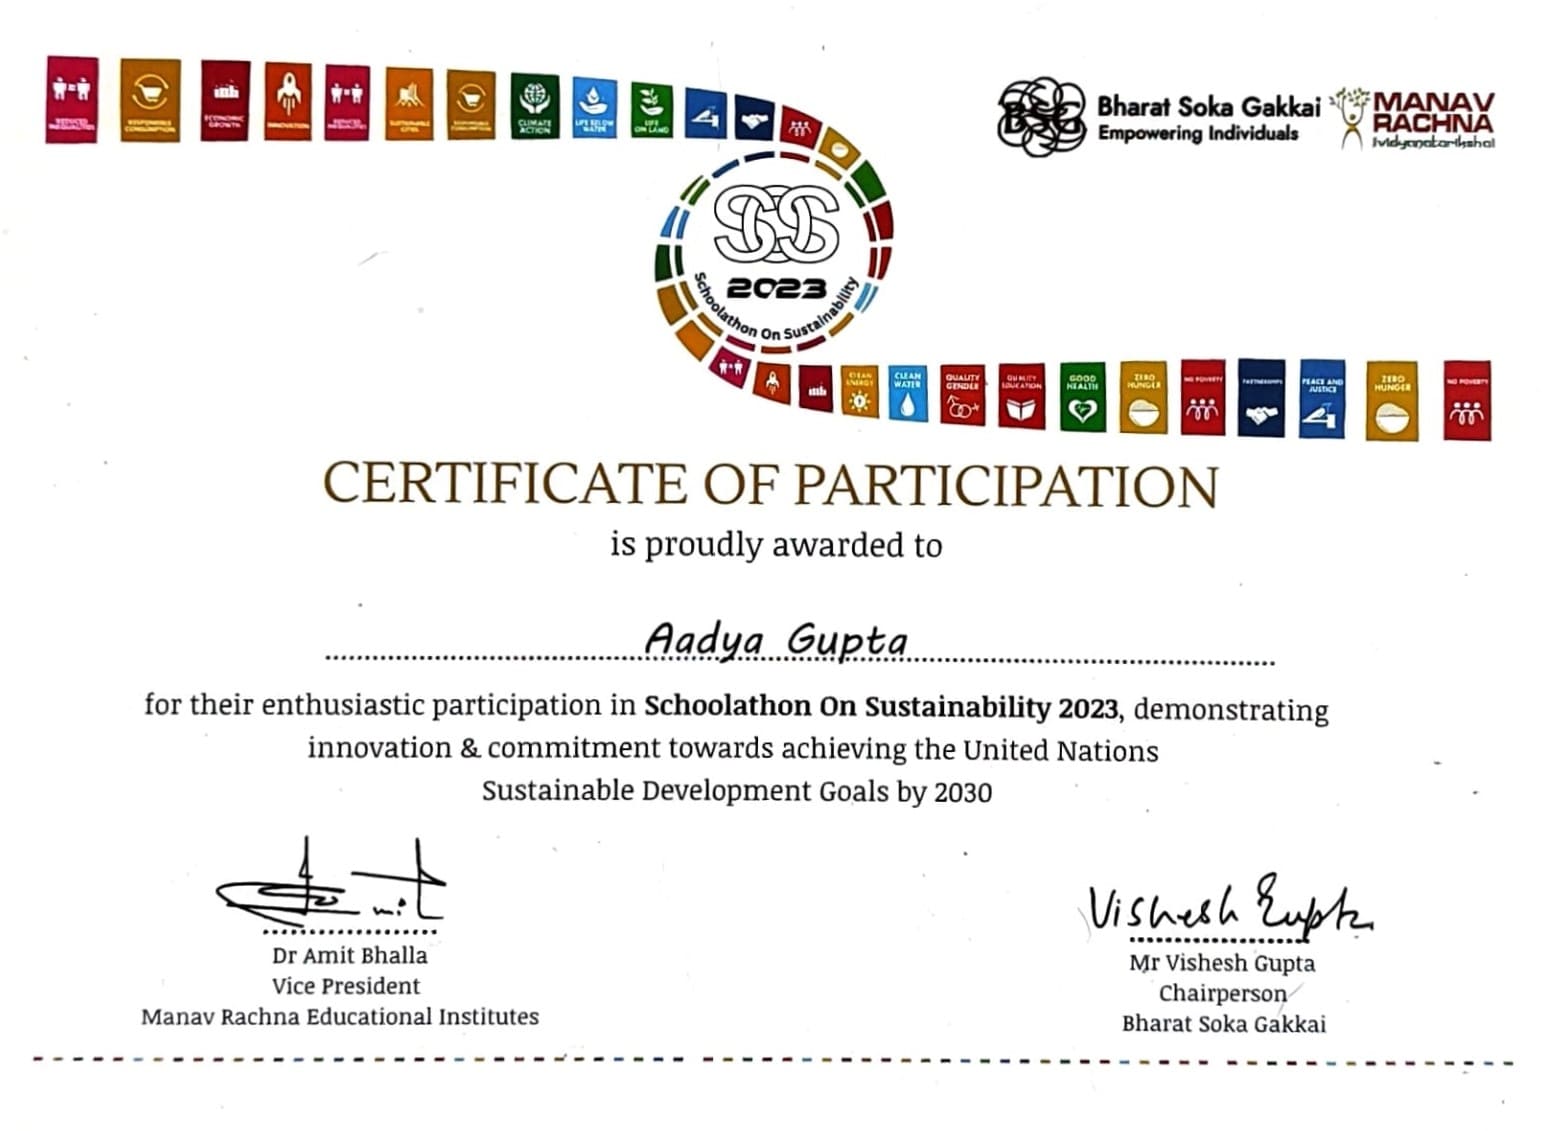 REDUCED INEQUALITIES
RESPONSIBLE CONSUMPTION
ECONOMIC GROWTH
INNOVATION
REDUCED INEQUALITIES
SUSTAINABLE CITIES
RESPONSIBLE CONSUMPTION
CLIMATE ACTION
LIFE BELOW WATER
LIFE ON LAND
BSG
Bharat Soka Gakkai
Empowering Individuals
MANAV
RACHNA
vidyanatariksha
SOS
2023
Schoolathon On Sustainability
CLEAN ENERGY
CLEAN WATER
QUALITY GENDER
QUALITY EDUCATION
GOOD HEALTH
ZERO HUNGER
NO POVERTY
PARTNERSHIPS
PEACE AND JUSTICE
ZERO HUNGER
NO POVERTY
CERTIFICATE OF PARTICIPATION
is proudly awarded to
Aadya Gupta
for their enthusiastic participation in Schoolathon On Sustainability 2023, demonstrating
innovation & commitment towards achieving the United Nations
Sustainable Development Goals by 2030
Amit
Vishesh Gupta
Dr Amit Bhalla
Vice President
Manav Rachna Educational Institutes
Mr Vishesh Gupta
Chairperson
Bharat Soka Gakkai